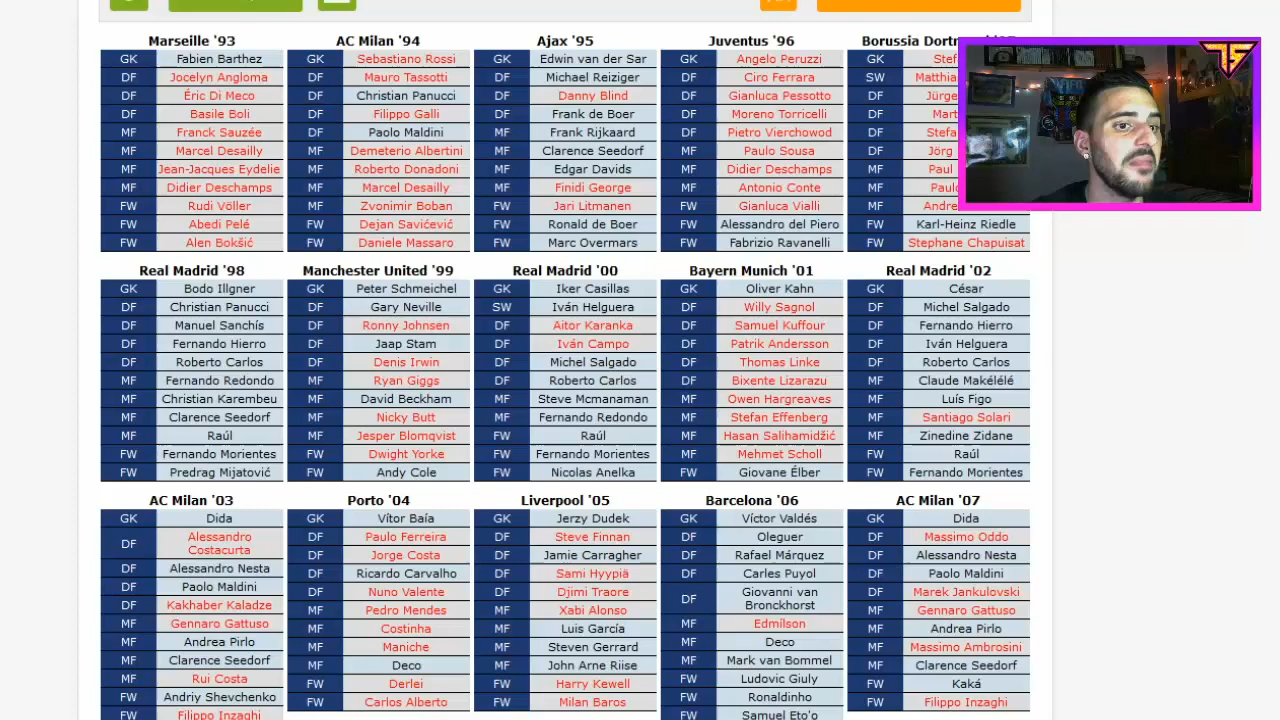 Marseille '93
GK Fabien Barthez
DF Jocelyn Angloma
DF Éric Di Meco
DF Basile Boli
MF Franck Sauzée
MF Marcel Desailly
MF Jean-Jacques Eydelie
MF Didier Deschamps
FW Rudi Völler
FW Abedi Pelé
FW Alen Bokšić
AC Milan '94
GK Sebastiano Rossi
DF Mauro Tassotti
DF Christian Panucci
DF Filippo Galli
DF Paolo Maldini
MF Demeterio Albertini
MF Roberto Donadoni
MF Marcel Desailly
MF Zvonimir Boban
FW Dejan Savićević
FW Daniele Massaro
Ajax '95
GK Edwin van der Sar
DF Michael Reiziger
DF Danny Blind
DF Frank de Boer
MF Frank Rijkaard
MF Clarence Seedorf
MF Edgar Davids
MF Finidi George
FW Jari Litmanen
FW Ronald de Boer
FW Marc Overmars
Juventus '96
GK Angelo Peruzzi
DF Ciro Ferrara
DF Gianluca Pessotto
DF Moreno Torricelli
DF Pietro Vierchowod
MF Paulo Sousa
MF Didier Deschamps
MF Antonio Conte
FW Gianluca Vialli
FW Alessandro del Piero
FW Fabrizio Ravanelli
Borussia
GK
SW
DF
DF
DF
DF
MF Paul
MF
MF
FW Karl-Heinz Riedle
FW Stephane Chapuisat
TS
Real Madrid '98
GK Bodo Illgner
DF Christian Panucci
DF Manuel Sanchís
DF Fernando Hierro
DF Roberto Carlos
MF Fernando Redondo
MF Christian Karembeu
MF Clarence Seedorf
MF Raúl
FW Fernando Morientes
FW Predrag Mijatović
Manchester United '99
GK Peter Schmeichel
DF Gary Neville
DF Ronny Johnsen
DF Jaap Stam
DF Denis Irwin
MF Ryan Giggs
MF David Beckham
MF Nicky Butt
MF Jesper Blomqvist
FW Dwight Yorke
FW Andy Cole
Real Madrid '00
GK Iker Casillas
SW Iván Helguera
DF Aitor Karanka
DF Iván Campo
DF Michel Salgado
DF Roberto Carlos
MF Steve Mcmanaman
MF Fernando Redondo
FW Raúl
FW Fernando Morientes
FW Nicolas Anelka
Bayern Munich '01
GK Oliver Kahn
DF Willy Sagnol
DF Samuel Kuffour
DF Patrik Andersson
DF Thomas Linke
DF Bixente Lizarazu
MF Owen Hargreaves
MF Stefan Effenberg
MF Hasan Salihamidžić
MF Mehmet Scholl
FW Giovane Élber
Real Madrid '02
GK César
DF Michel Salgado
DF Fernando Hierro
DF Iván Helguera
DF Roberto Carlos
MF Claude Makélélé
MF Luís Figo
MF Santiago Solari
MF Zinedine Zidane
FW Raúl
FW Fernando Morientes
AC Milan '03
GK Dida
DF Alessandro
Costacurta
DF Alessandro Nesta
DF Paolo Maldini
DF Kakhaber Kaladze
MF Gennaro Gattuso
MF Andrea Pirlo
MF Clarence Seedorf
MF Rui Costa
FW Andriy Shevchenko
FW Filippo Inzaghi
Porto '04
GK Vítor Baía
DF Paulo Ferreira
DF Jorge Costa
DF Ricardo Carvalho
DF Nuno Valente
MF Pedro Mendes
MF Costinha
MF Maniche
MF Deco
FW Derlei
FW Carlos Alberto
Liverpool '05
GK Jerzy Dudek
DF Steve Finnan
DF Jamie Carragher
DF Sami Hyypiä
DF Djimi Traore
MF Xabi Alonso
MF Luis García
MF Steven Gerrard
MF John Arne Riise
FW Harry Kewell
FW Milan Baros
Barcelona '06
GK Víctor Valdés
DF Oleguer
DF Rafael Márquez
DF Carles Puyol
DF Giovanni van
Bronckhorst
MF Edmílson
MF Deco
MF Mark van Bommel
FW Ludovic Giuly
FW Ronaldinho
FW Samuel Eto'o
AC Milan '07
GK Dida
DF Massimo Oddo
DF Alessandro Nesta
DF Paolo Maldini
DF Marek Jankulovski
MF Gennaro Gattuso
MF Andrea Pirlo
MF Massimo Ambrosini
MF Clarence Seedorf
FW Kaká
FW Filippo Inzaghi